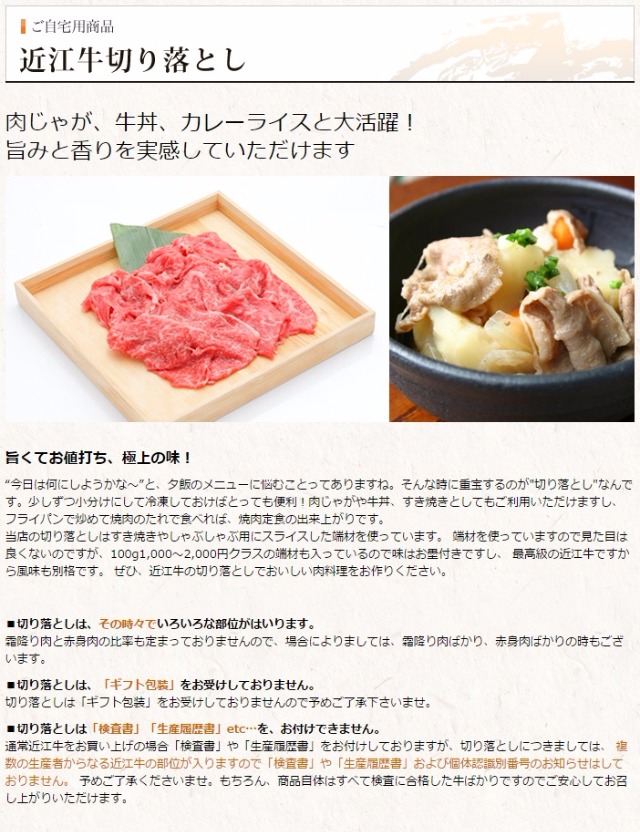 ご自宅用商品
近江牛切り落とし
肉じゃが、牛丼、カレーライスと大活躍！
旨みと香りを実感していただけます
旨くてお値打ち、極上の味！
“今日は何にしようかな～”と、夕飯のメニューに悩むことってありますね。そんな時に重宝するのが"切り落とし"なんで
す。少しずつ小分けにして冷凍しておけばとっても便利！肉じゃがや牛丼、すき焼きとしてもご利用いただけますし、
フライパンで炒めて焼肉のたれで食べれば、焼肉定食の出来上がりです。
当店の切り落としはすき焼きやしゃぶしゃぶ用にスライスした端材を使っています。 端材を使っていますので見た目は
良くないのですが、100g1,000～2,000円クラスの端材も入っているので味はお墨付きですし、 最高級の近江牛ですか
ら風味も別格です。 ぜひ、近江牛の切り落としでおいしい肉料理をお作りください。
■切り落としは、その時々でいろいろな部位がはいります。
霜降り肉と赤身肉の比率も定まっておりませんので、場合によりましては、霜降り肉ばかり、赤身肉ばかりの時もござ
います。
■切り落としは、「ギフト包装」をお受けしておりません。
切り落としは「ギフト包装」をお受けしておりませんので予めご了承下さいませ。
■切り落としは「検査書」「生産履歴書」etc…を、お付けできません。
通常近江牛をお買い上げの場合「検査書」や「生産履歴書」をお付けしておりますが、切り落としにつきましては、 複
数の生産者からなる近江牛の部位が入りますので「検査書」や「生産履歴書」および個体認識別番号のお知らせはして
おりません。 予めご了承くださいませ。もちろん、商品自体はすべて検査に合格した牛ばかりですのでご安心してお召
し上がりいただけます。